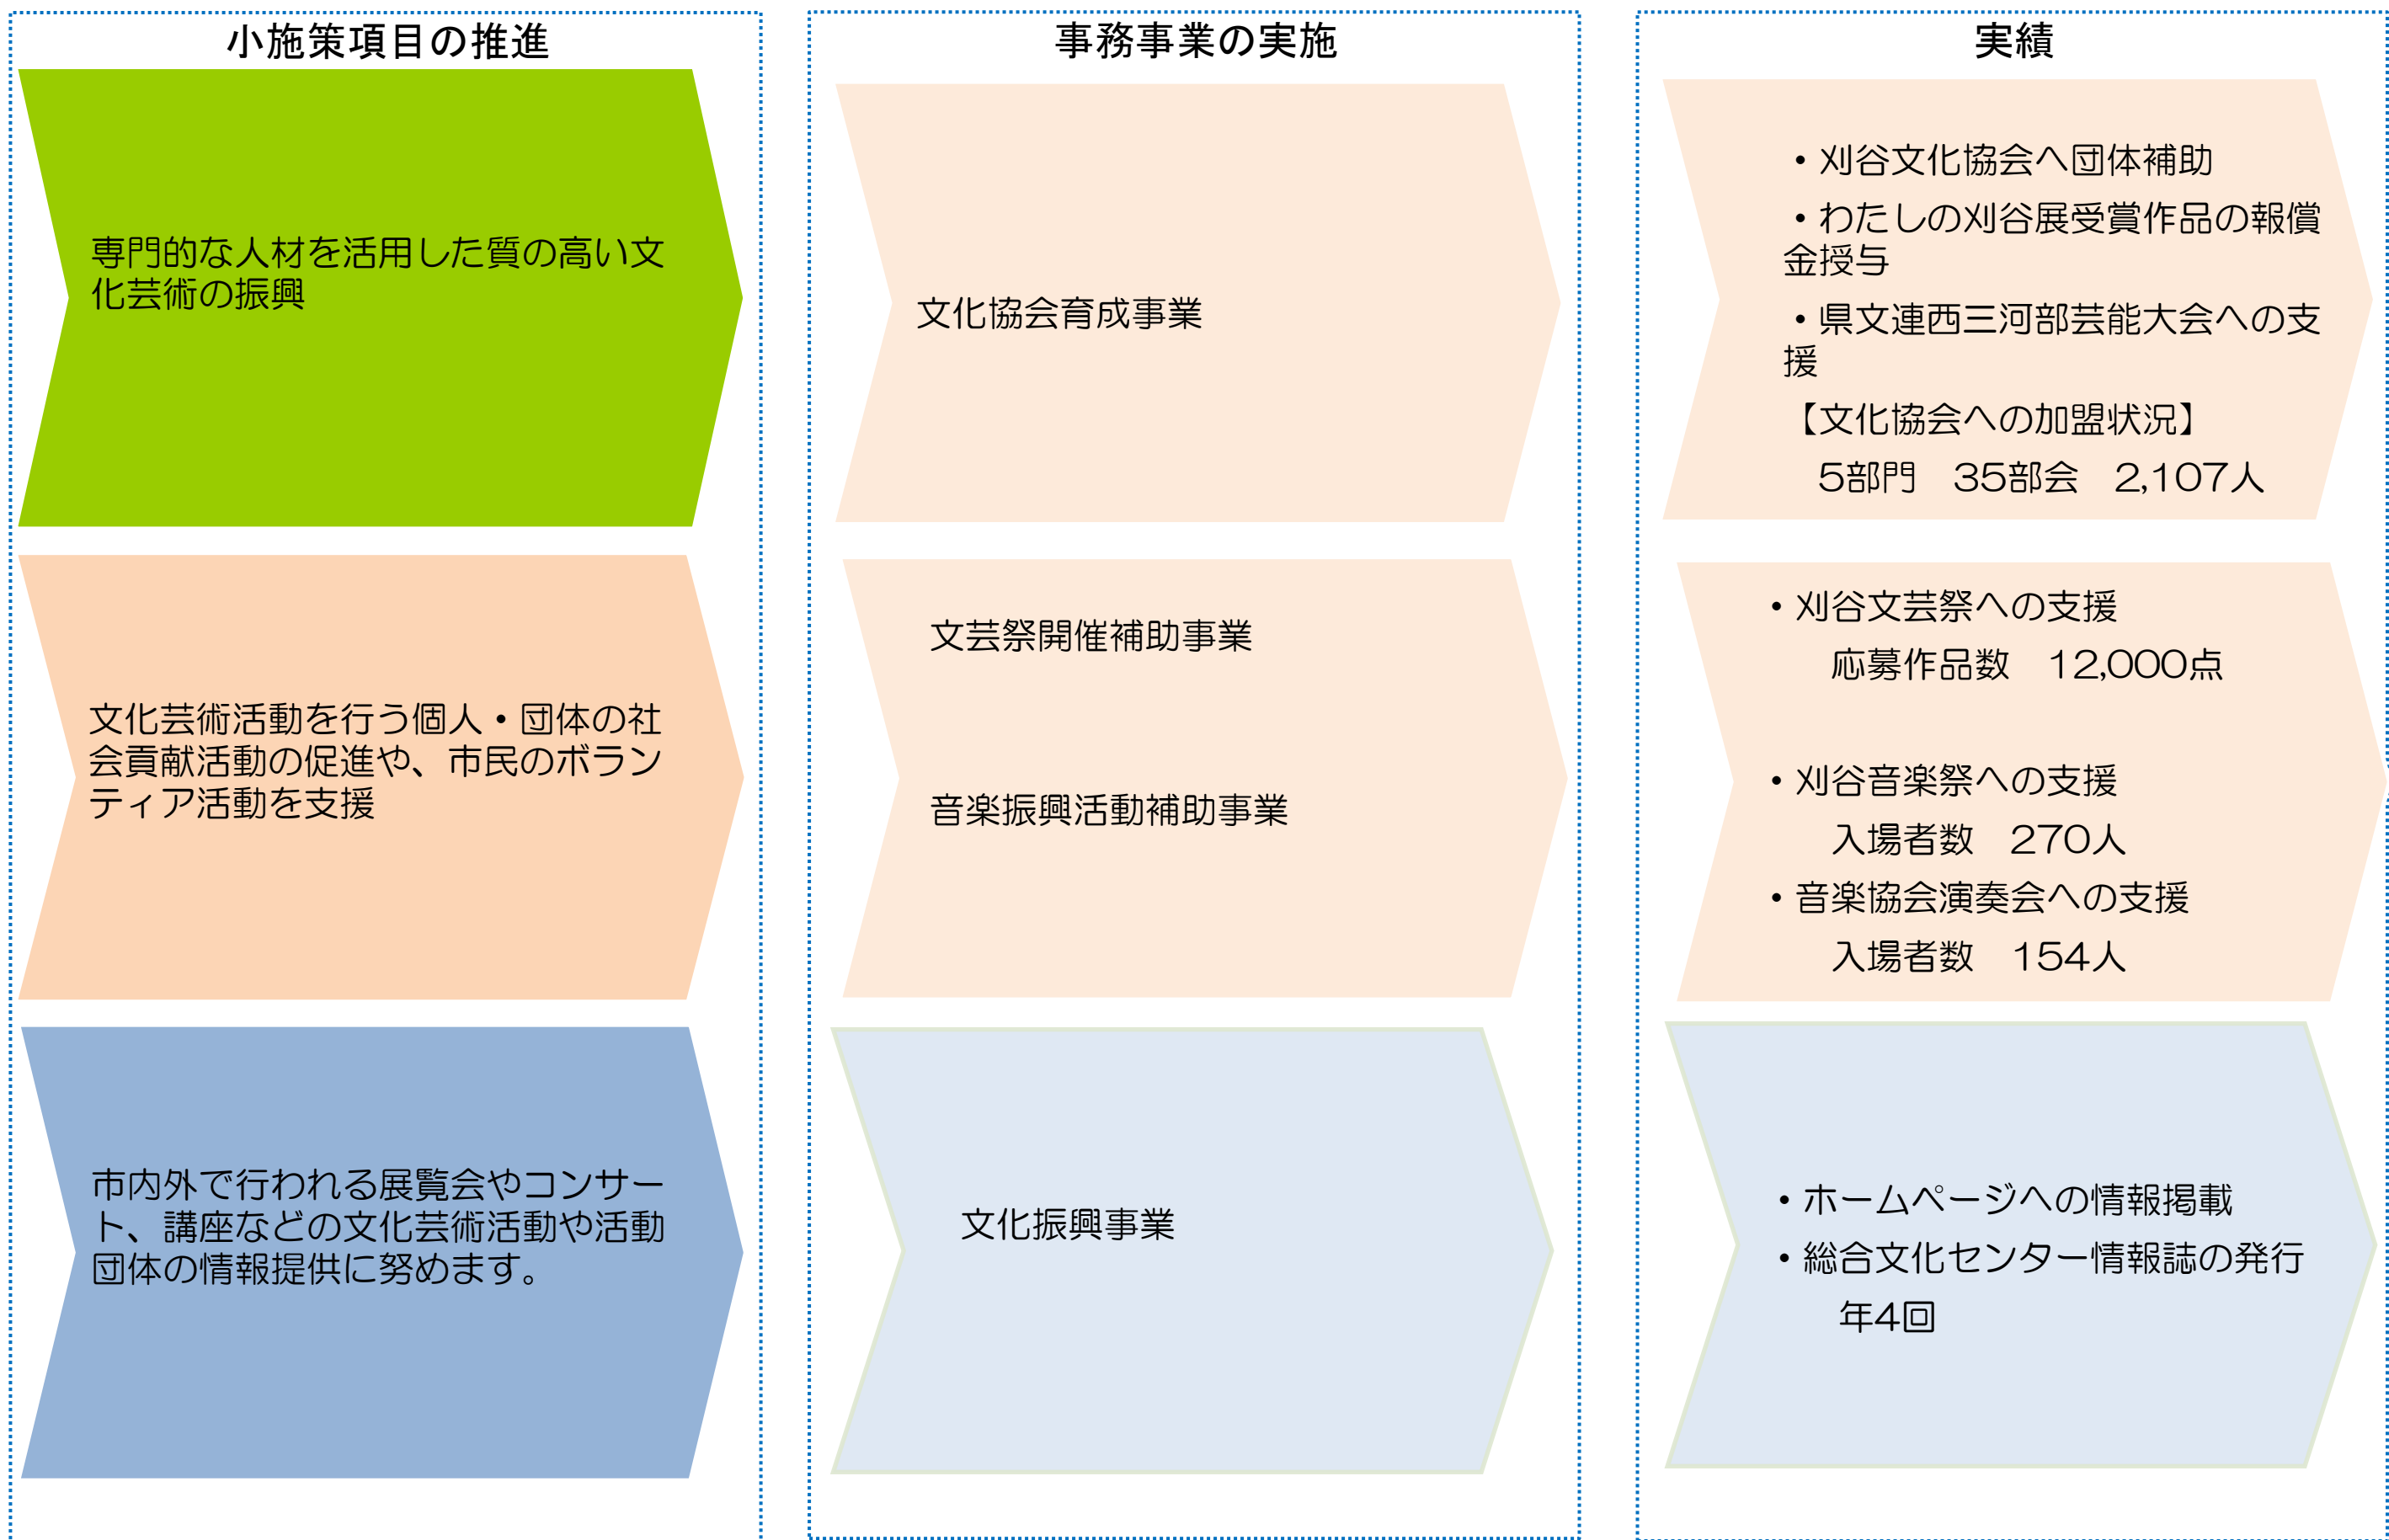 小施策項目の推進
専門的な人材を活用した質の高い文
化芸術の振興
文化芸術活動を行う個人・団体の社
会貢献活動の促進や、市民のボラン
ティア活動を支援
市内外で行われる展覧会やコンサー
ト、講座などの文化芸術活動や活動
団体の情報提供に努めます。
事務事業の実施
文化協会育成事業
文芸祭開催補助事業
音楽振興活動補助事業
文化振興事業
実績
・刈谷文化協会へ団体補助
・わたしの刈谷展受賞作品の報償
金授与
・県文連西三河部芸能大会への支
援
【文化協会への加盟状況】
5部門　35部会　2,107人
・刈谷文芸祭への支援
応募作品数　12,000点
・刈谷音楽祭への支援
入場者数　270人
・音楽協会演奏会への支援
入場者数　154人
・ホームページへの情報掲載
・総合文化センター情報誌の発行
年4回